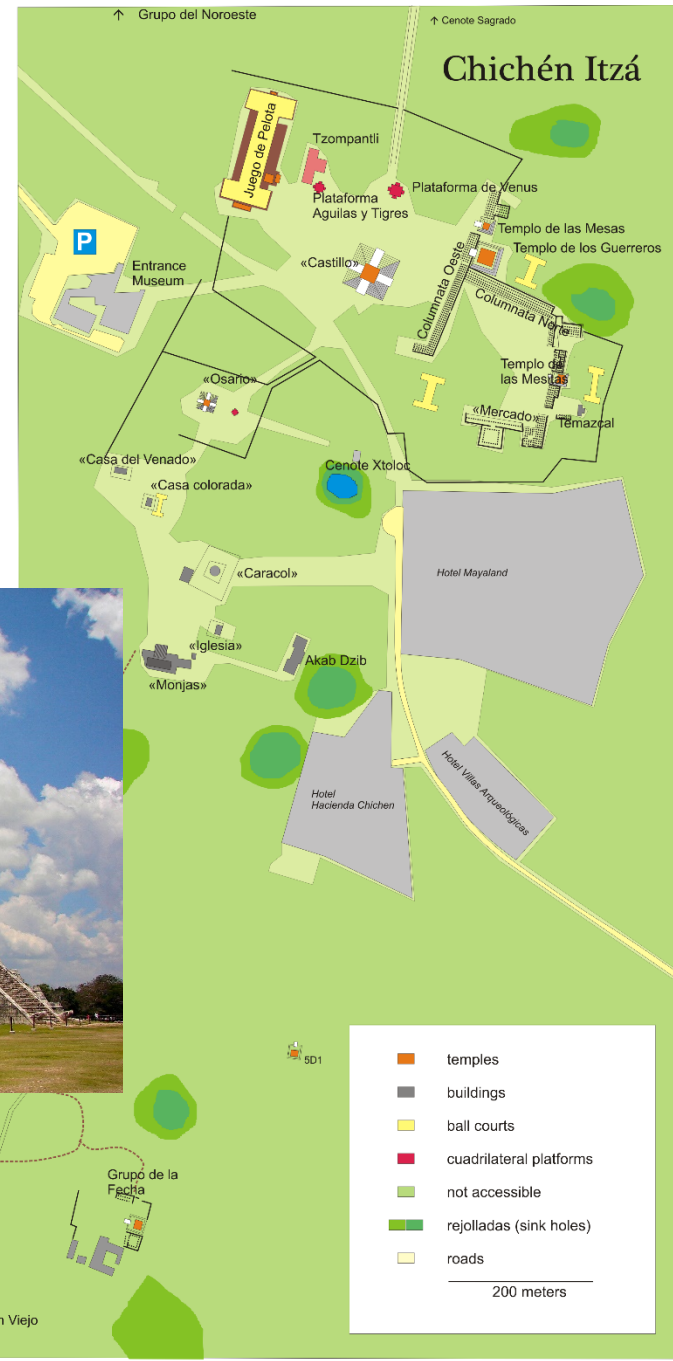 ↑ Grupo del Noroeste
↑ Cenote Sagrado
Chichén Itzá
Juego de Pelota
Tzompantli
Plataforma
Aguilas y Tigres
Plataforma de Venus
P
Entrance
Museum
«Castillo»
Templo de las Mesas
Templo de los Guerreros
Columnata Oeste
Columnata Norte
Templo de
las Mesitas
«Mercado»
Temazcal
«Osario»
«Casa del Venado»
«Casa colorada»
Cenote Xtoloc
«Caracol»
Hotel Mayaland
«Iglesia»
«Monjas»
Akab Dzib
Hotel
Hacienda Chichen
Hotel Villas Arqueológicas
5D1
Grupo de la
Fecha
Viejo
temples
buildings
ball courts
cuadrilateral platforms
not accessible
rejolladas (sink holes)
roads
200 meters